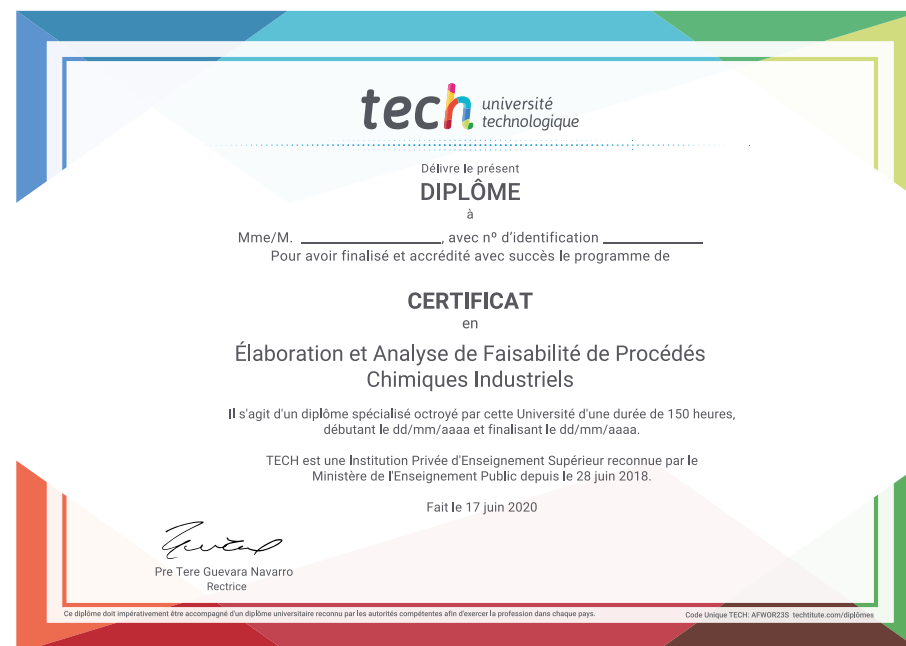 tech université
technologique
Délivre le présent
DIPLÔME
à
Mme/M. ____________________, avec nº d'identification ______________
Pour avoir finalisé et accrédité avec succès le programme de
CERTIFICAT
en
Élaboration et Analyse de Faisabilité de Procédés
Chimiques Industriels
Il s'agit d'un diplôme spécialisé octroyé par cette Université d'une durée de 150 heures,
débutant le dd/mm/aaaa et finalisant le dd/mm/aaaa.
TECH est une Institution Privée d'Enseignement Supérieur reconnue par le
Ministère de l'Enseignement Public depuis le 28 juin 2018.
Fait le 17 juin 2020
Pre Tere Guevara Navarro
Rectrice
Ce diplôme doit impérativement être accompagné d'un diplôme universitaire reconnu par les autorités compétentes afin d'exercer la profession dans chaque pays.
Code Unique TECH: AFWOR23S techtitute.com/diplômes